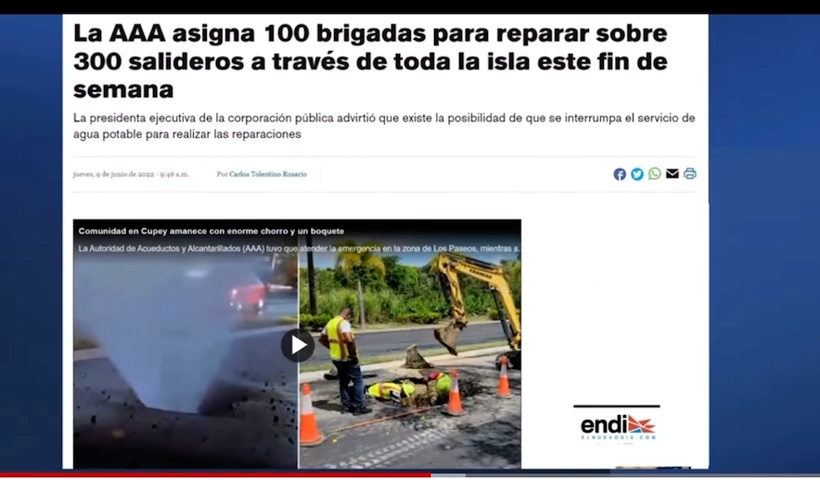 La AAA asigna 100 brigadas para reparar sobre
300 salideros a través de toda la isla este fin de
semana
La presidenta ejecutiva de la corporación pública advirtió que existe la posibilidad de que se interrumpa el servicio de
agua potable para realizar las reparaciones
jueves, 9 de junio de 2022 - 9:46 a.m. Por Carlos Tolentino Rosario
Comunidad en Cupey amanece con enorme chorro y un boquete
La Autoridad de Acueductos y Alcantarillados (AAA) tuvo que atender la emergencia en la zona de Los Paseos, mientras s.
endi
ELNUEVODIA.COM